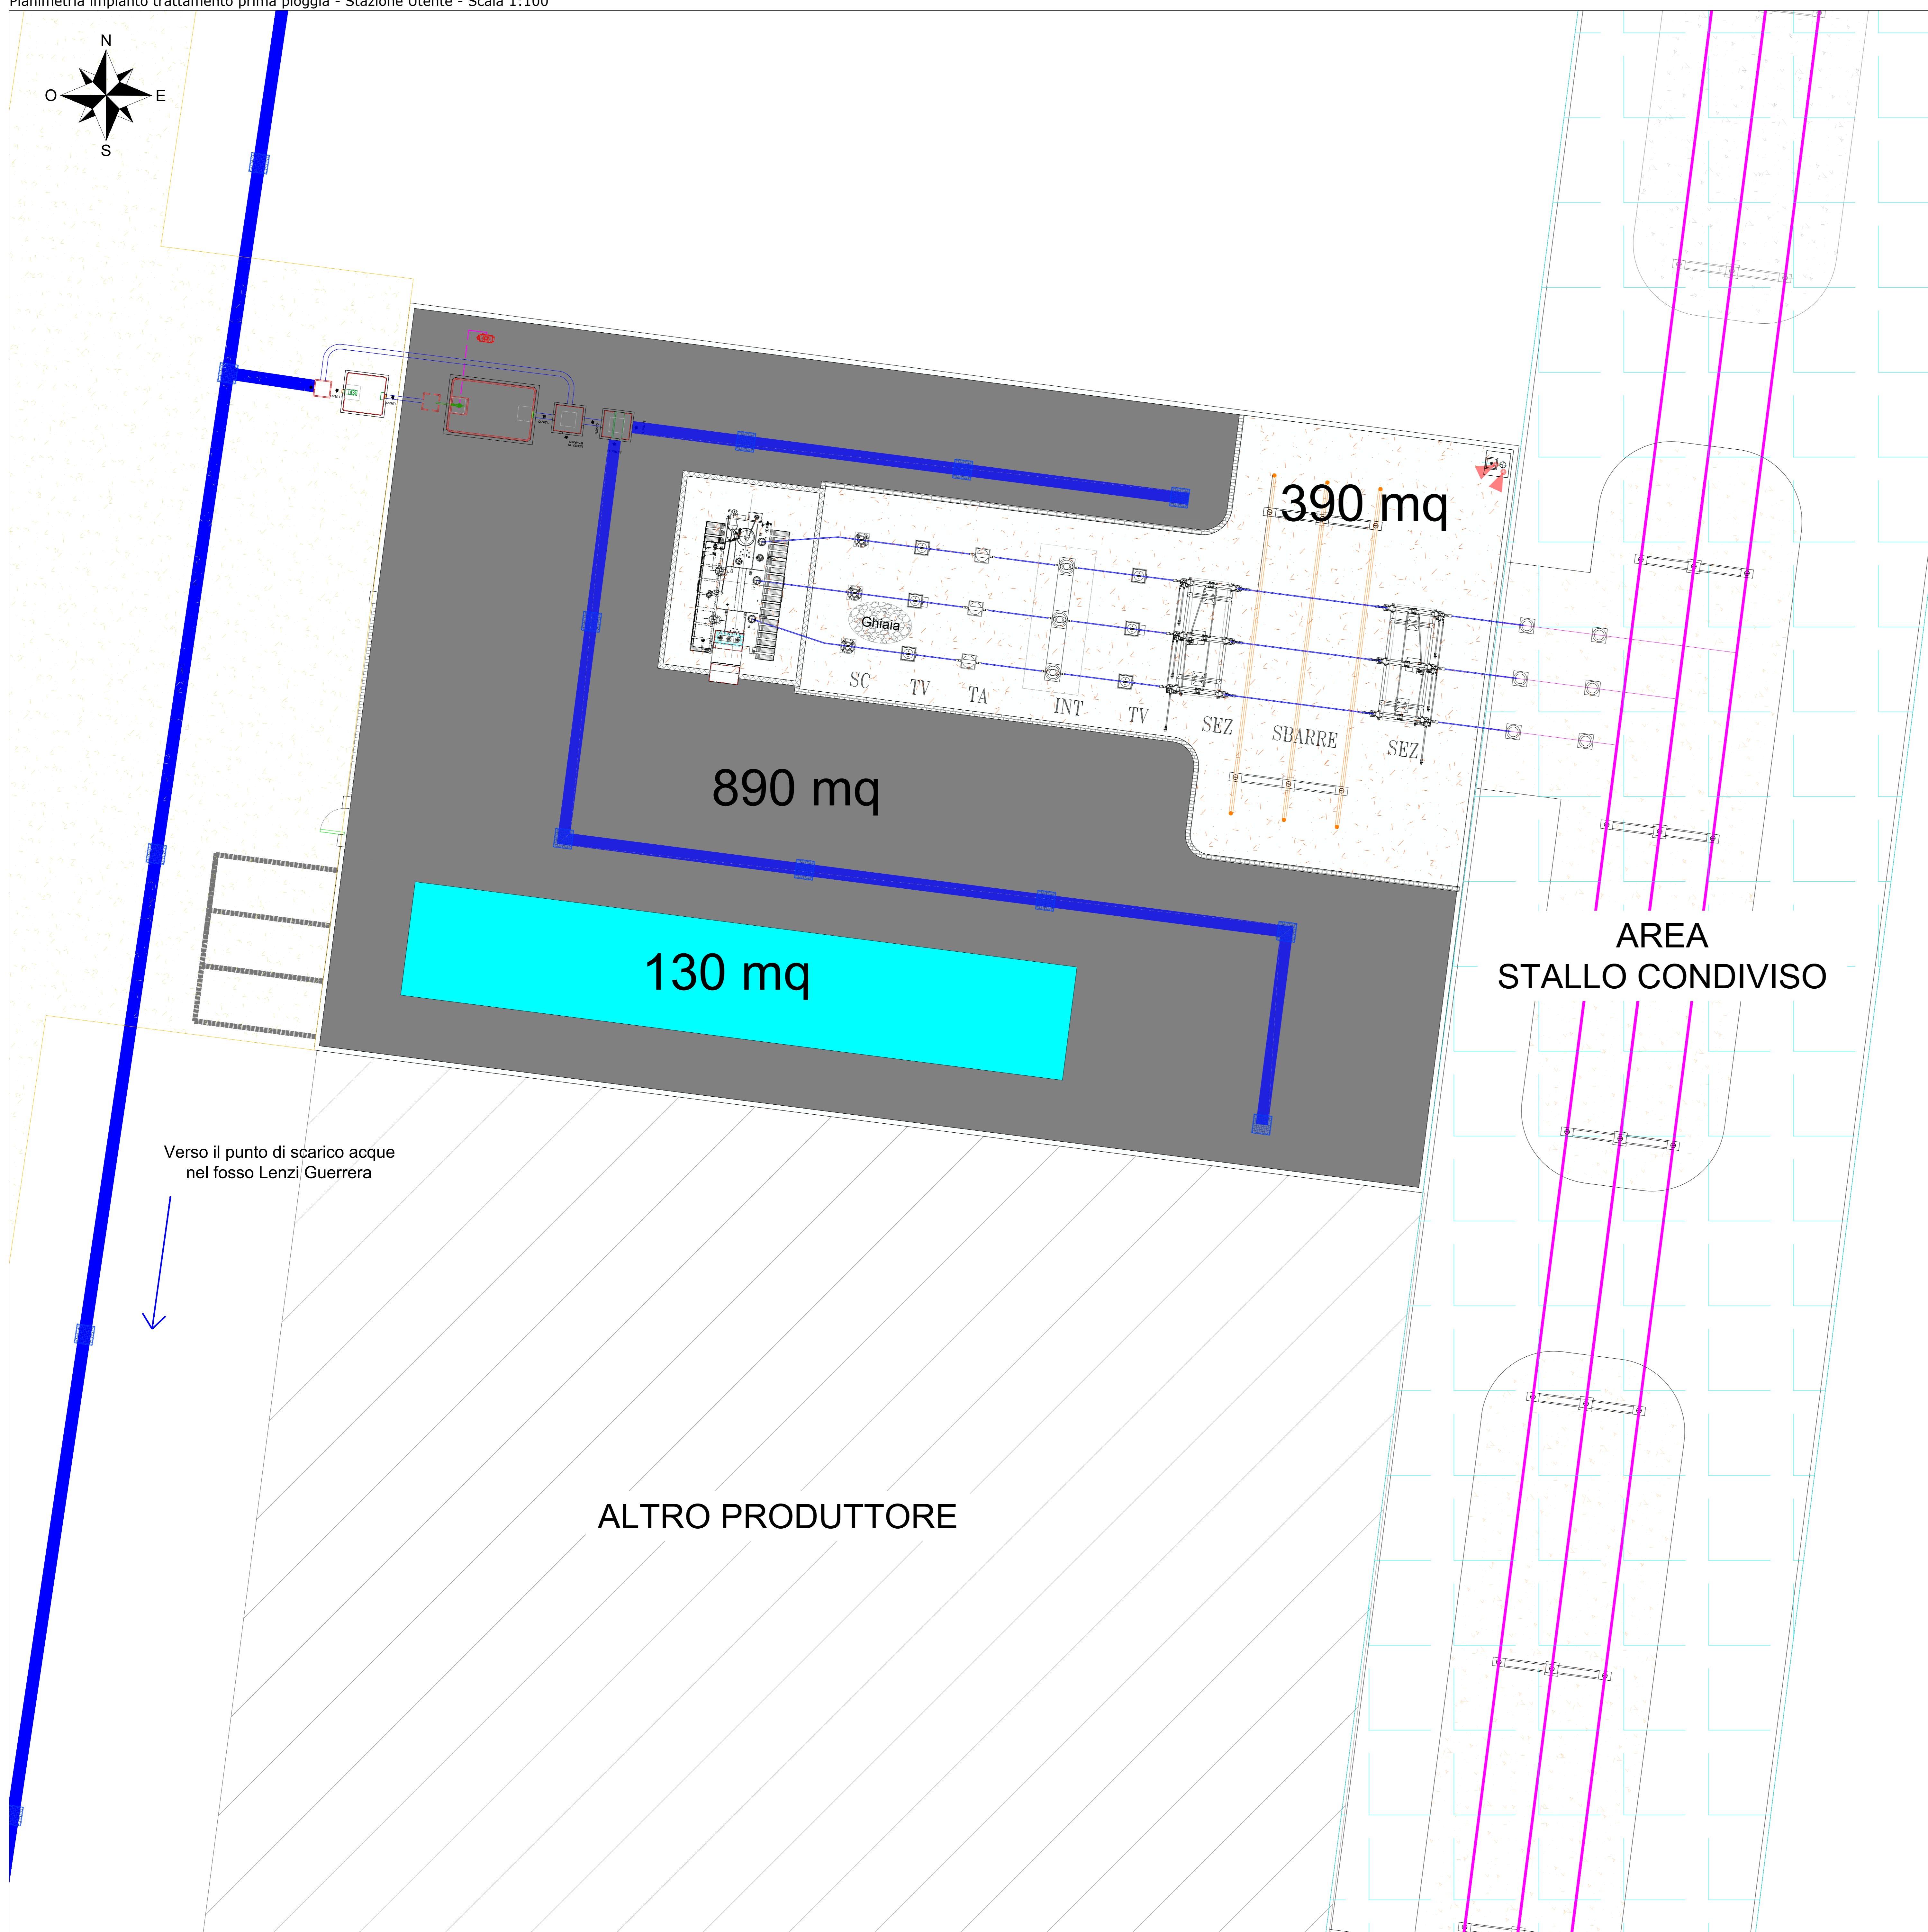 Planimetria impianto trattamento prima pioggia - Stazione Utente - Scala 1:100
N
O
E
S
390 mq
Ghiaia
SC
TV
TA
INT
TV
SEZ
SBARRE
SEZ
890 mq
130 mq
AREA
STALLO CONDIVISO
Verso il punto di scarico acque
nel fosso Lenzi Guerrera
ALTRO PRODUTTORE